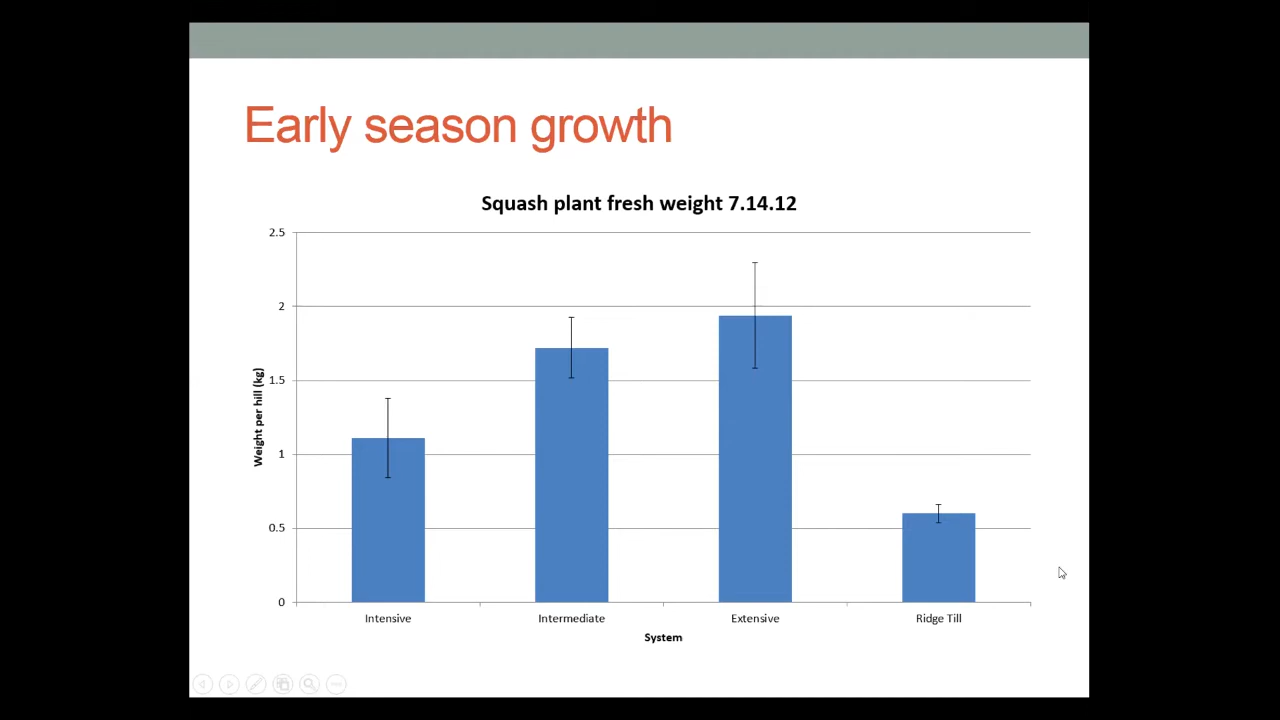 Early season growth
Squash plant fresh weight 7.14.12
2.5
2
1.5
1
0.5
0
Weight per hill (kg)
Intensive
Intermediate
Extensive
Ridge Till
System